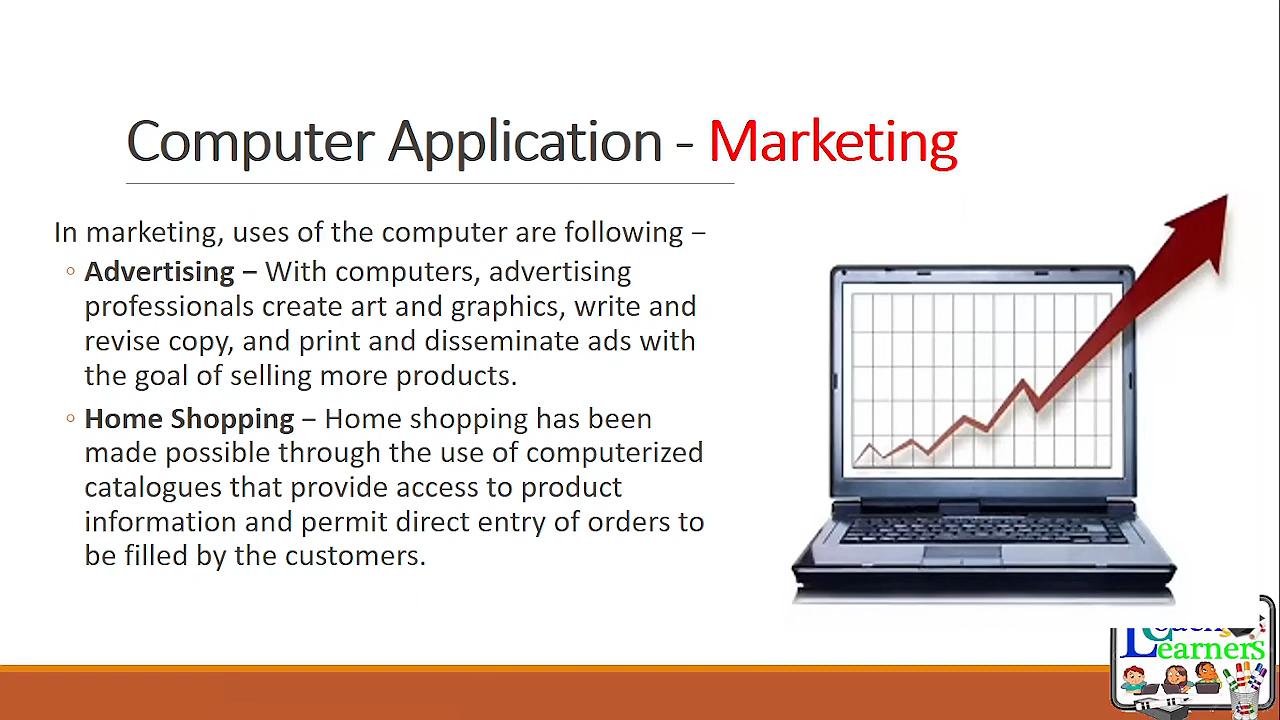 Computer Application - Marketing
In marketing, uses of the computer are following −
◦ Advertising − With computers, advertising
professionals create art and graphics, write and
revise copy, and print and disseminate ads with
the goal of selling more products.
◦ Home Shopping − Home shopping has been
made possible through the use of computerized
catalogues that provide access to product
information and permit direct entry of orders to
be filled by the customers.
Learners